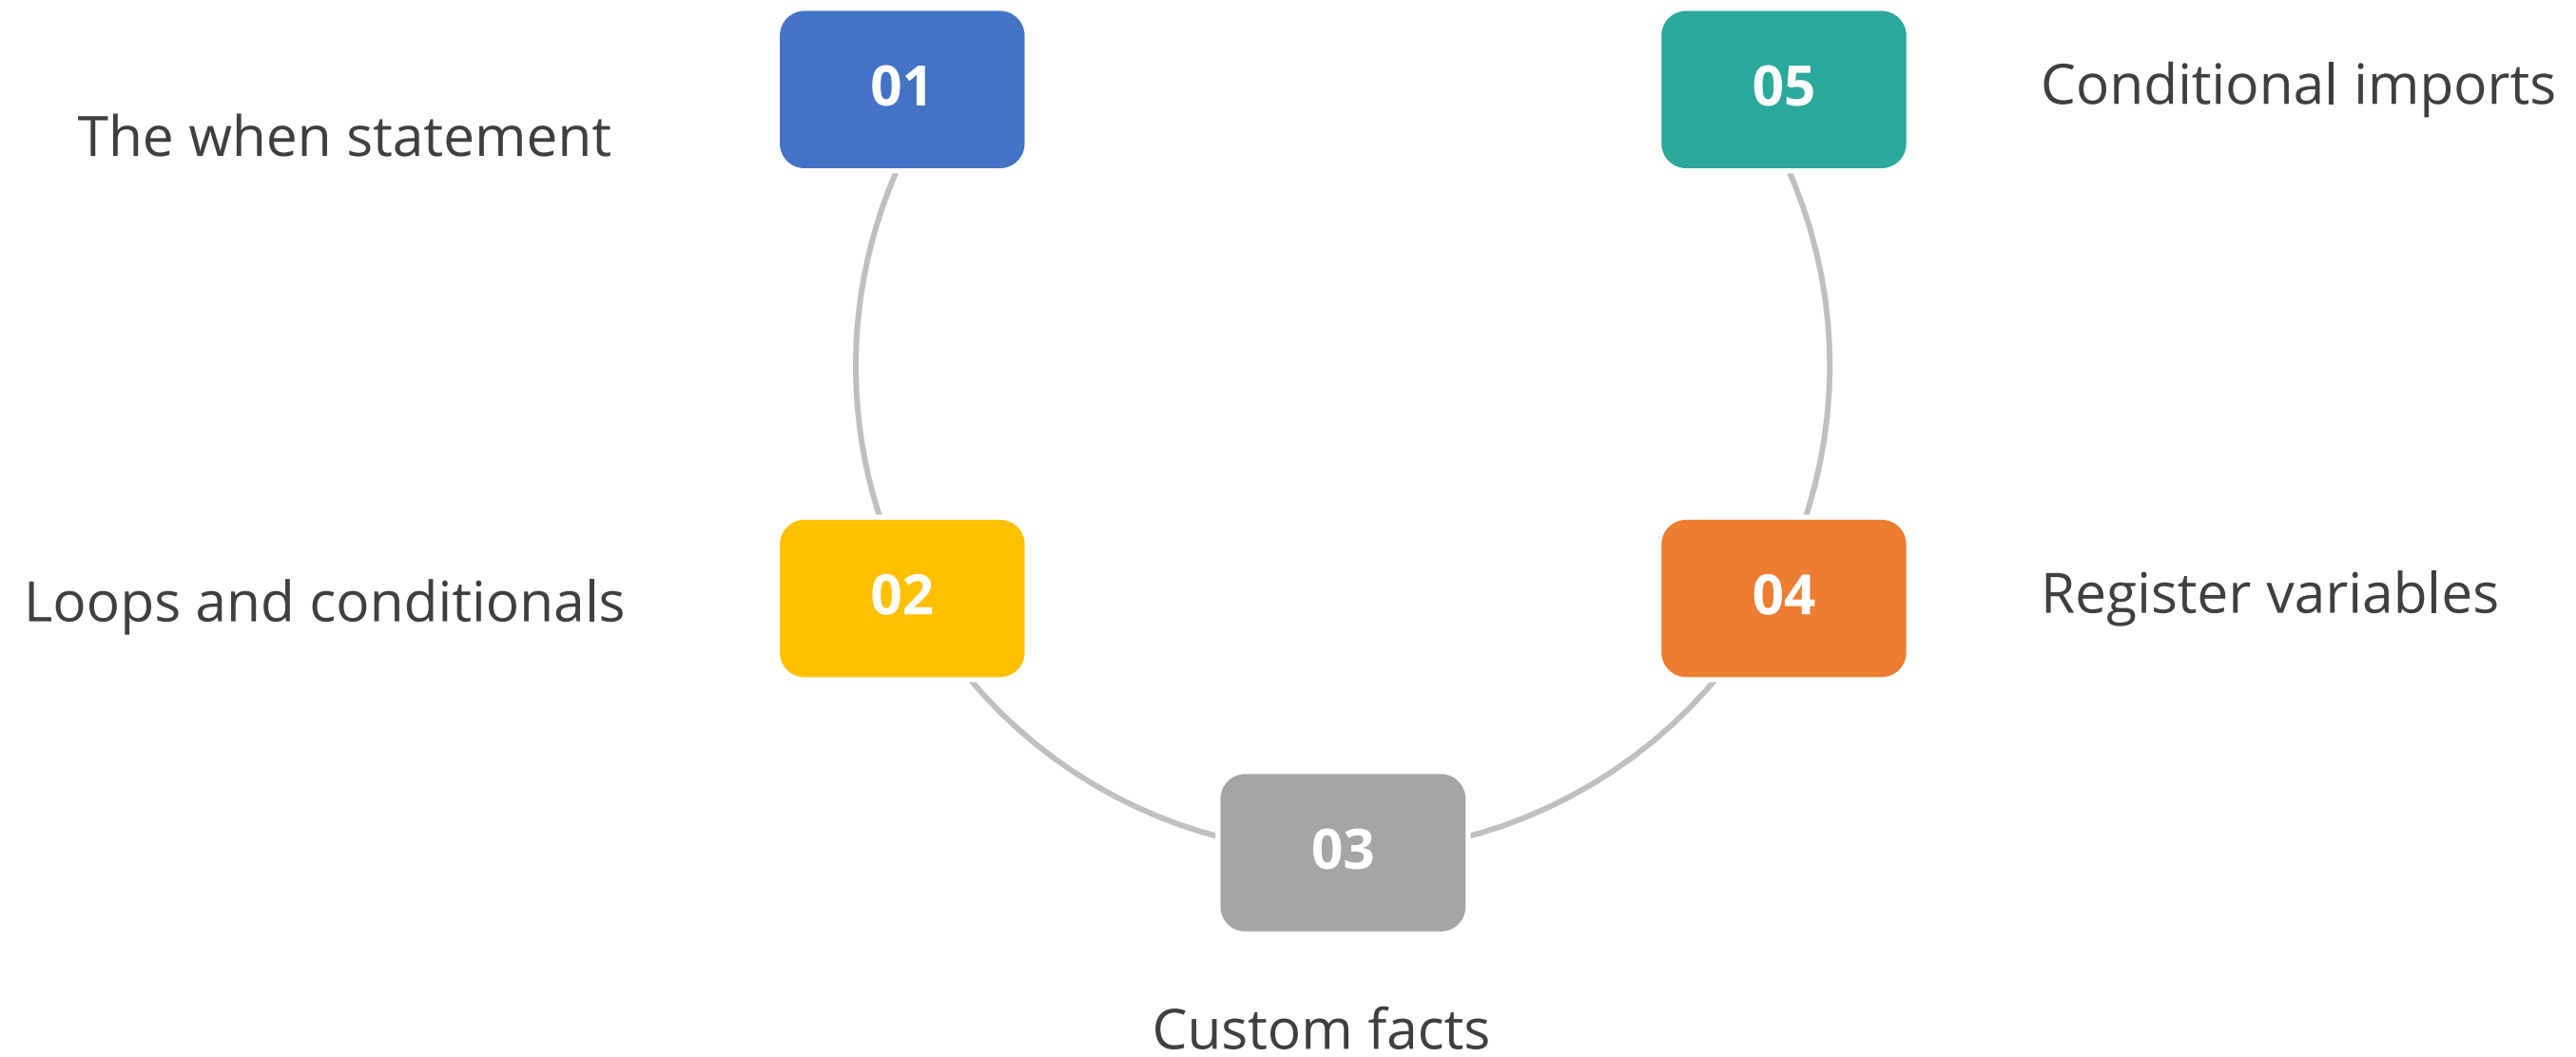 01
The when statement
02
Loops and conditionals
03
Custom facts
04
Register variables
05
Conditional imports